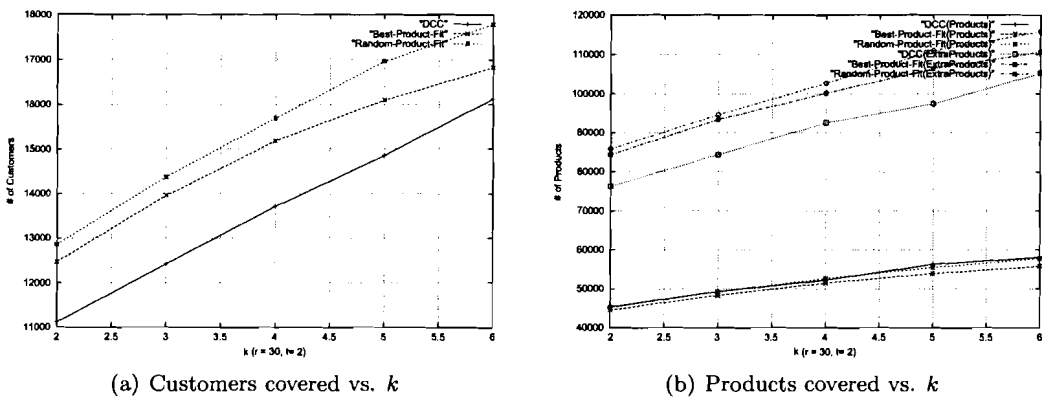 18000
17000
16000
15000
14000
13000
12000
11000
# of Customers
"DCC"
"Best-Product-Fit"
"Random-Product-Fit"
2 2.5 3 3.5 4 4.5 5 5.5 6
k (r = 30, t= 2)
(a) Customers covered vs. k
120000
110000
100000
90000
80000
70000
60000
50000
40000
# of Products
"DCC(Products)"
"Best-Product-Fit(Products)"
"Random-Product-Fit(Products)"
"DCC(ExtraProducts)"
"Best-Product-Fit(ExtraProducts)"
"Random-Product-Fit(ExtraProducts)"
2 2.5 3 3.5 4 4.5 5 5.5 6
k (r = 30, t= 2)
(b) Products covered vs. k